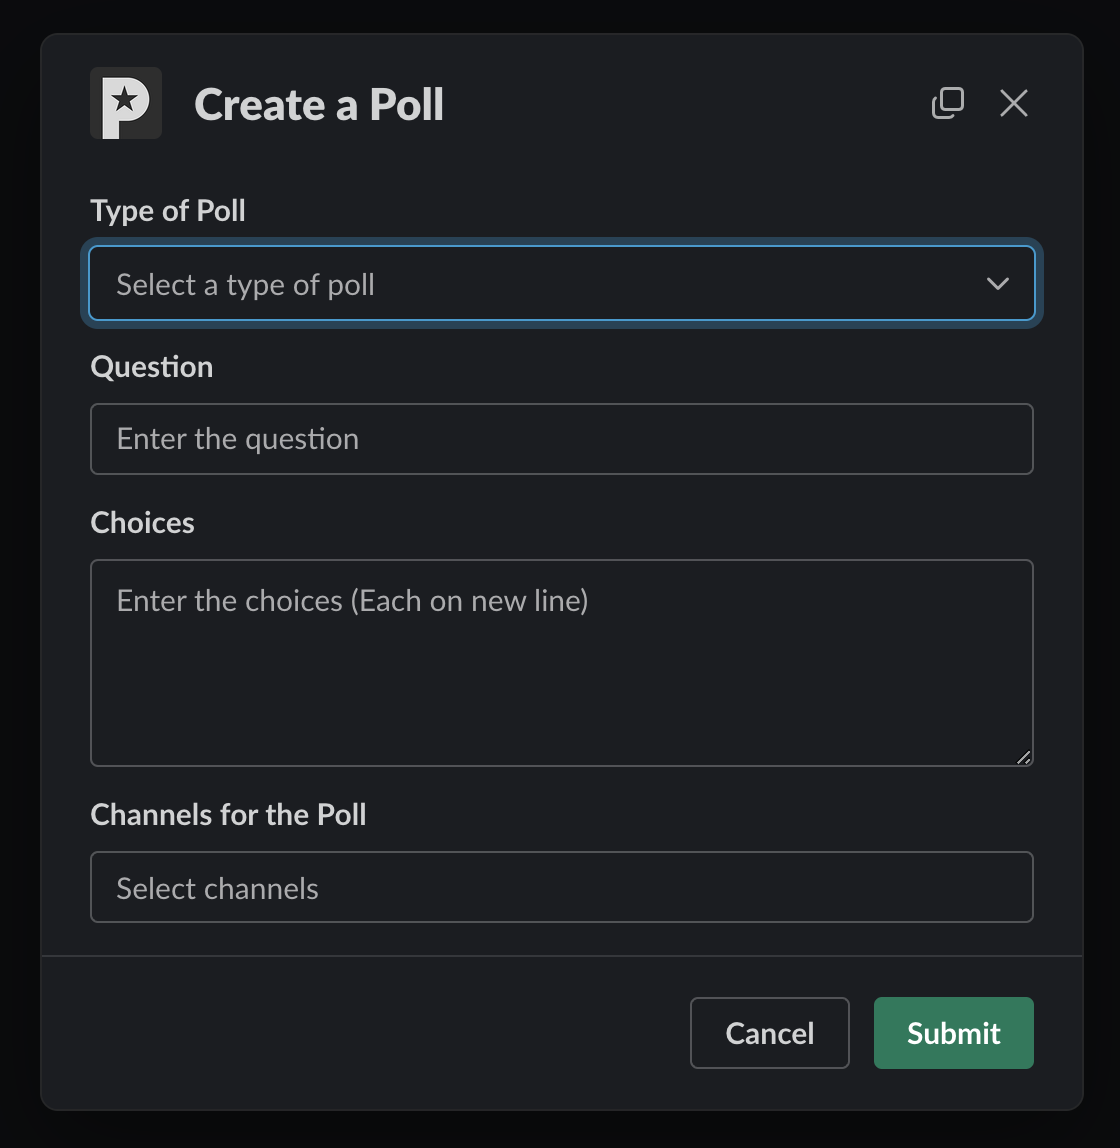 P
Create a Poll
Type of Poll
Select a type of poll
Question
Enter the question
Choices
Enter the choices (Each on new line)
Channels for the Poll
Select channels
Cancel
Submit